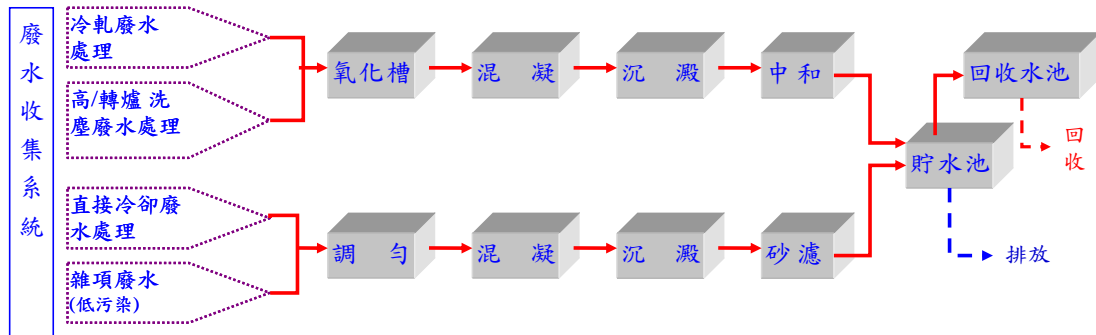 廢水收集系統
冷軋廢水
處理
高/轉爐 洗
塵廢水處理
氧化槽
混 凝
沉 澱
中和
回收水池
回
收
貯水池
直接冷卻廢
水處理
雜項廢水
(低污染)
調 勻
混 凝
沉 澱
砂濾
排放